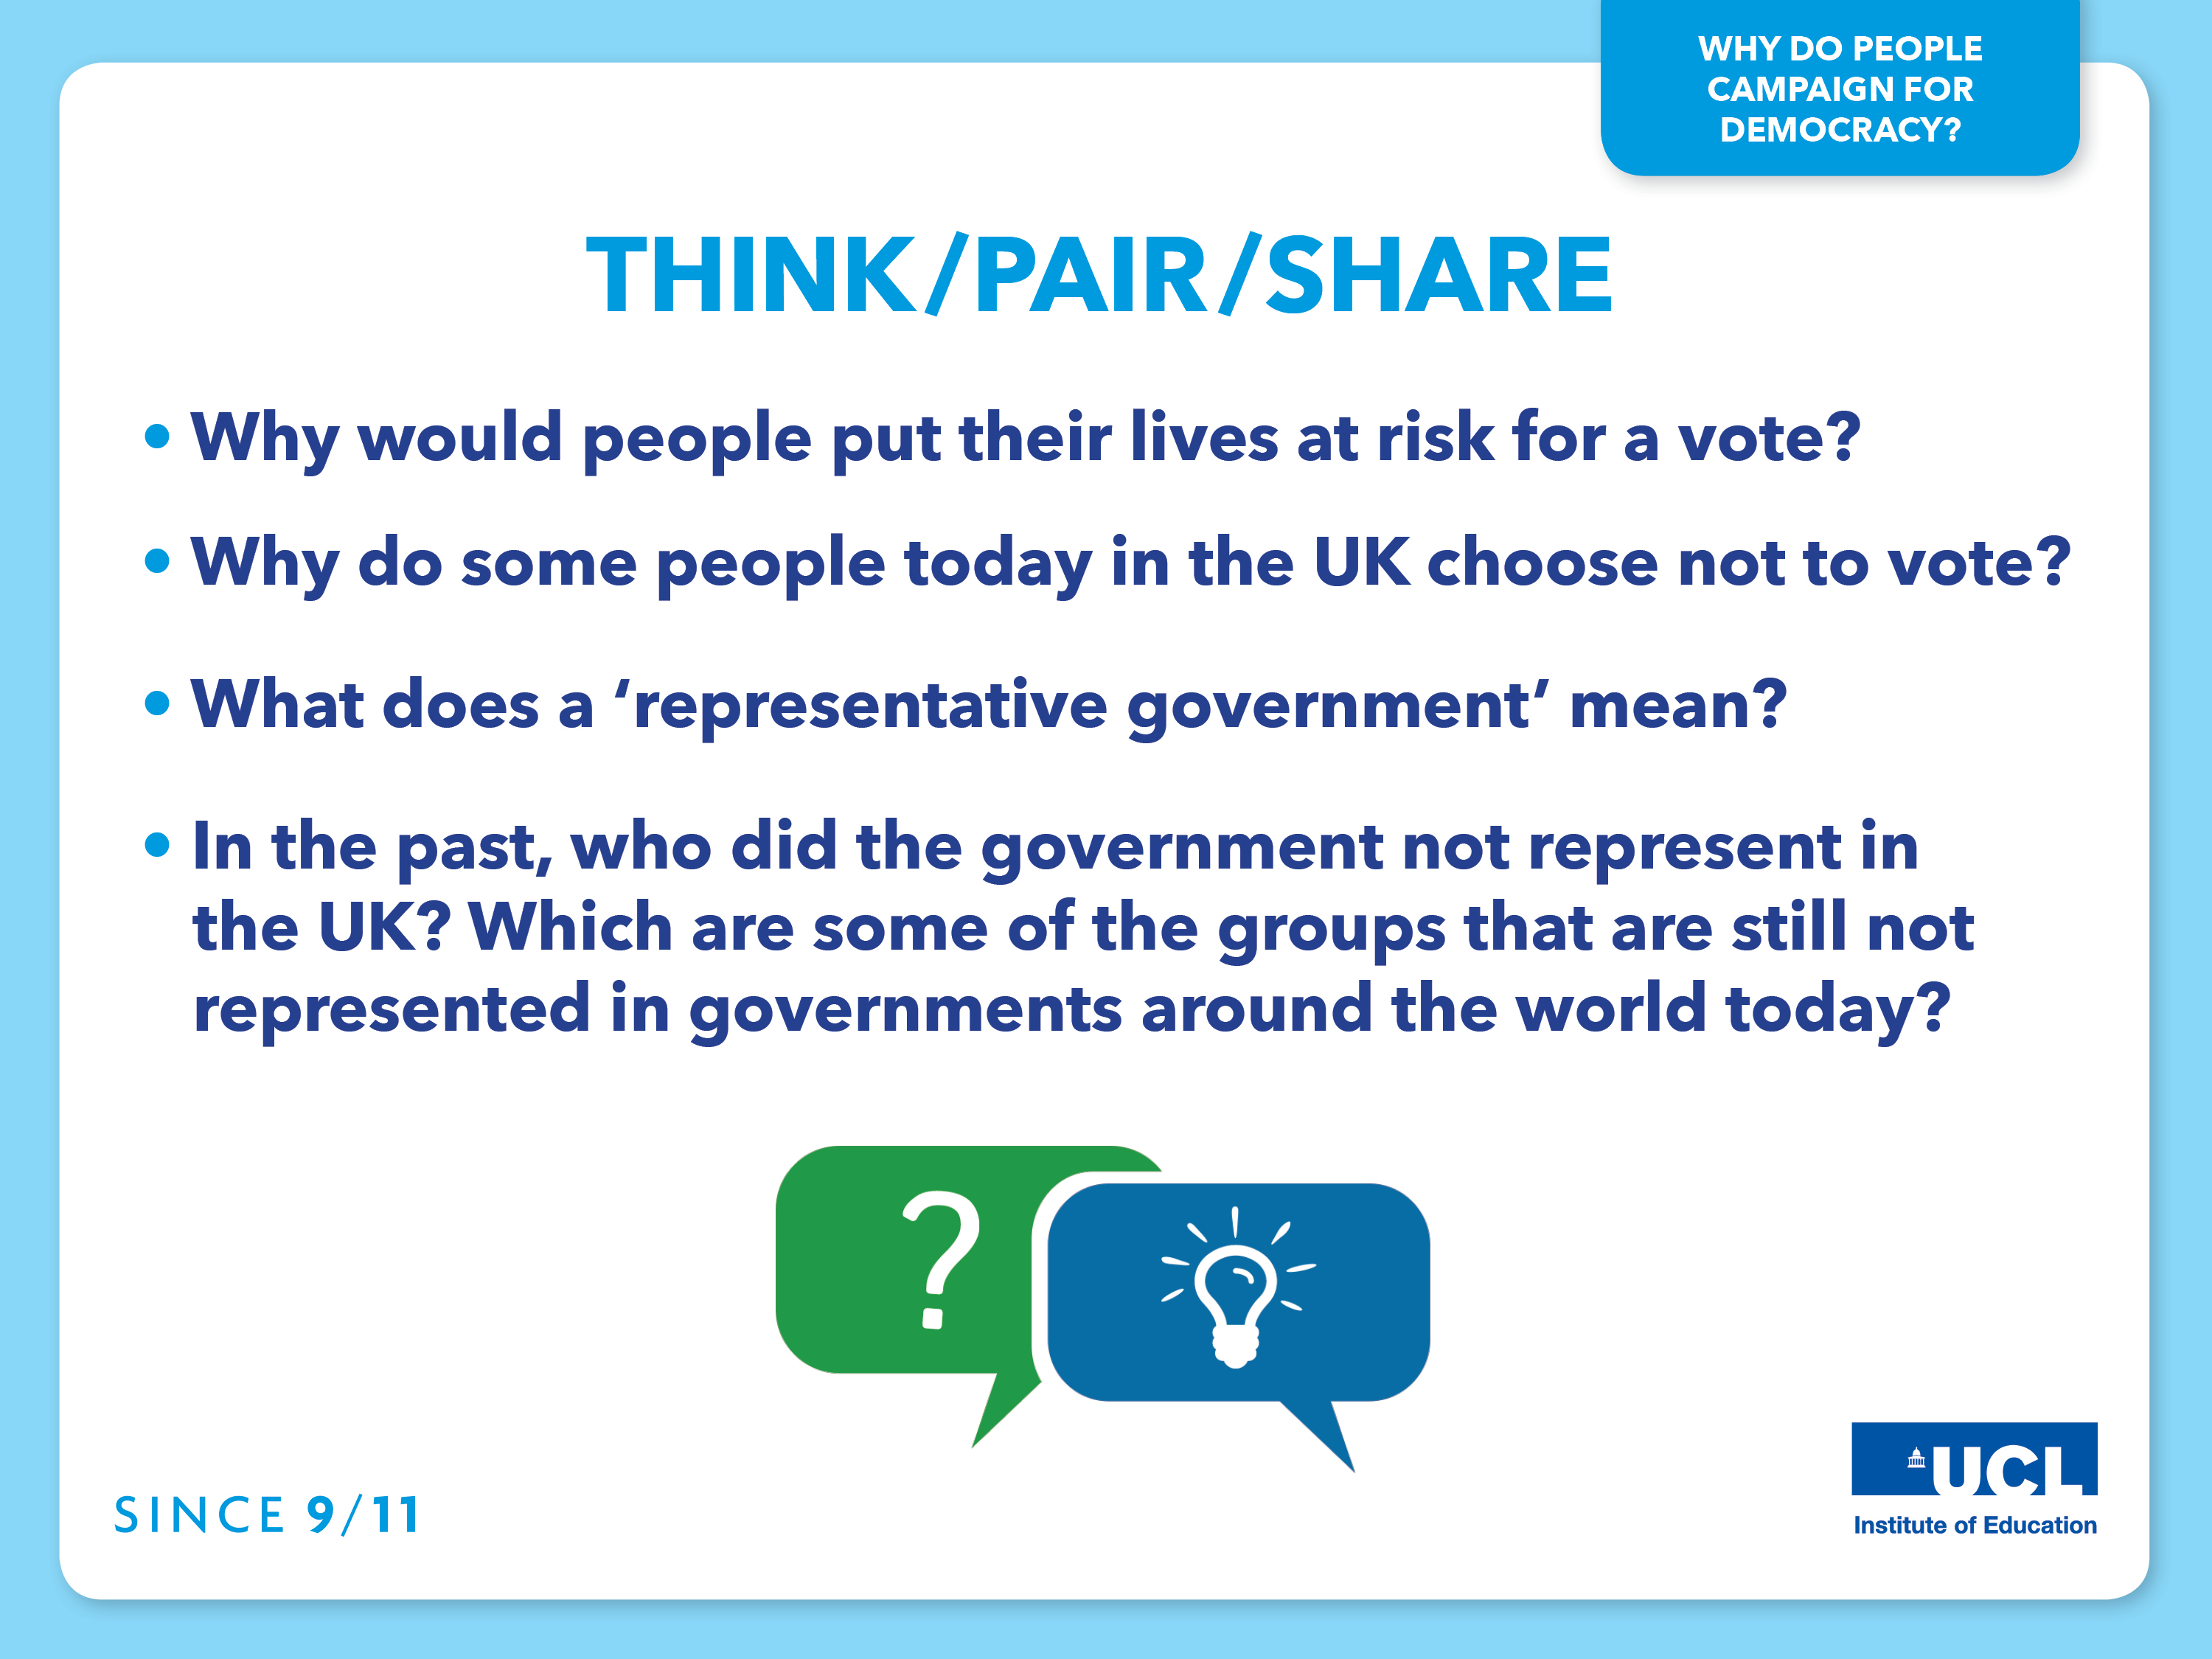 WHY DO PEOPLE
CAMPAIGN FOR
DEMOCRACY?
THINK/PAIR/SHARE
• Why would people put their lives at risk for a vote?
• Why do some people today in the UK choose not to vote?
• What does a ‘representative government’ mean?
• In the past, who did the government not represent in
the UK? Which are some of the groups that are still not
represented in governments around the world today?
?
SINCE 9/11
UCL
Institute of Education